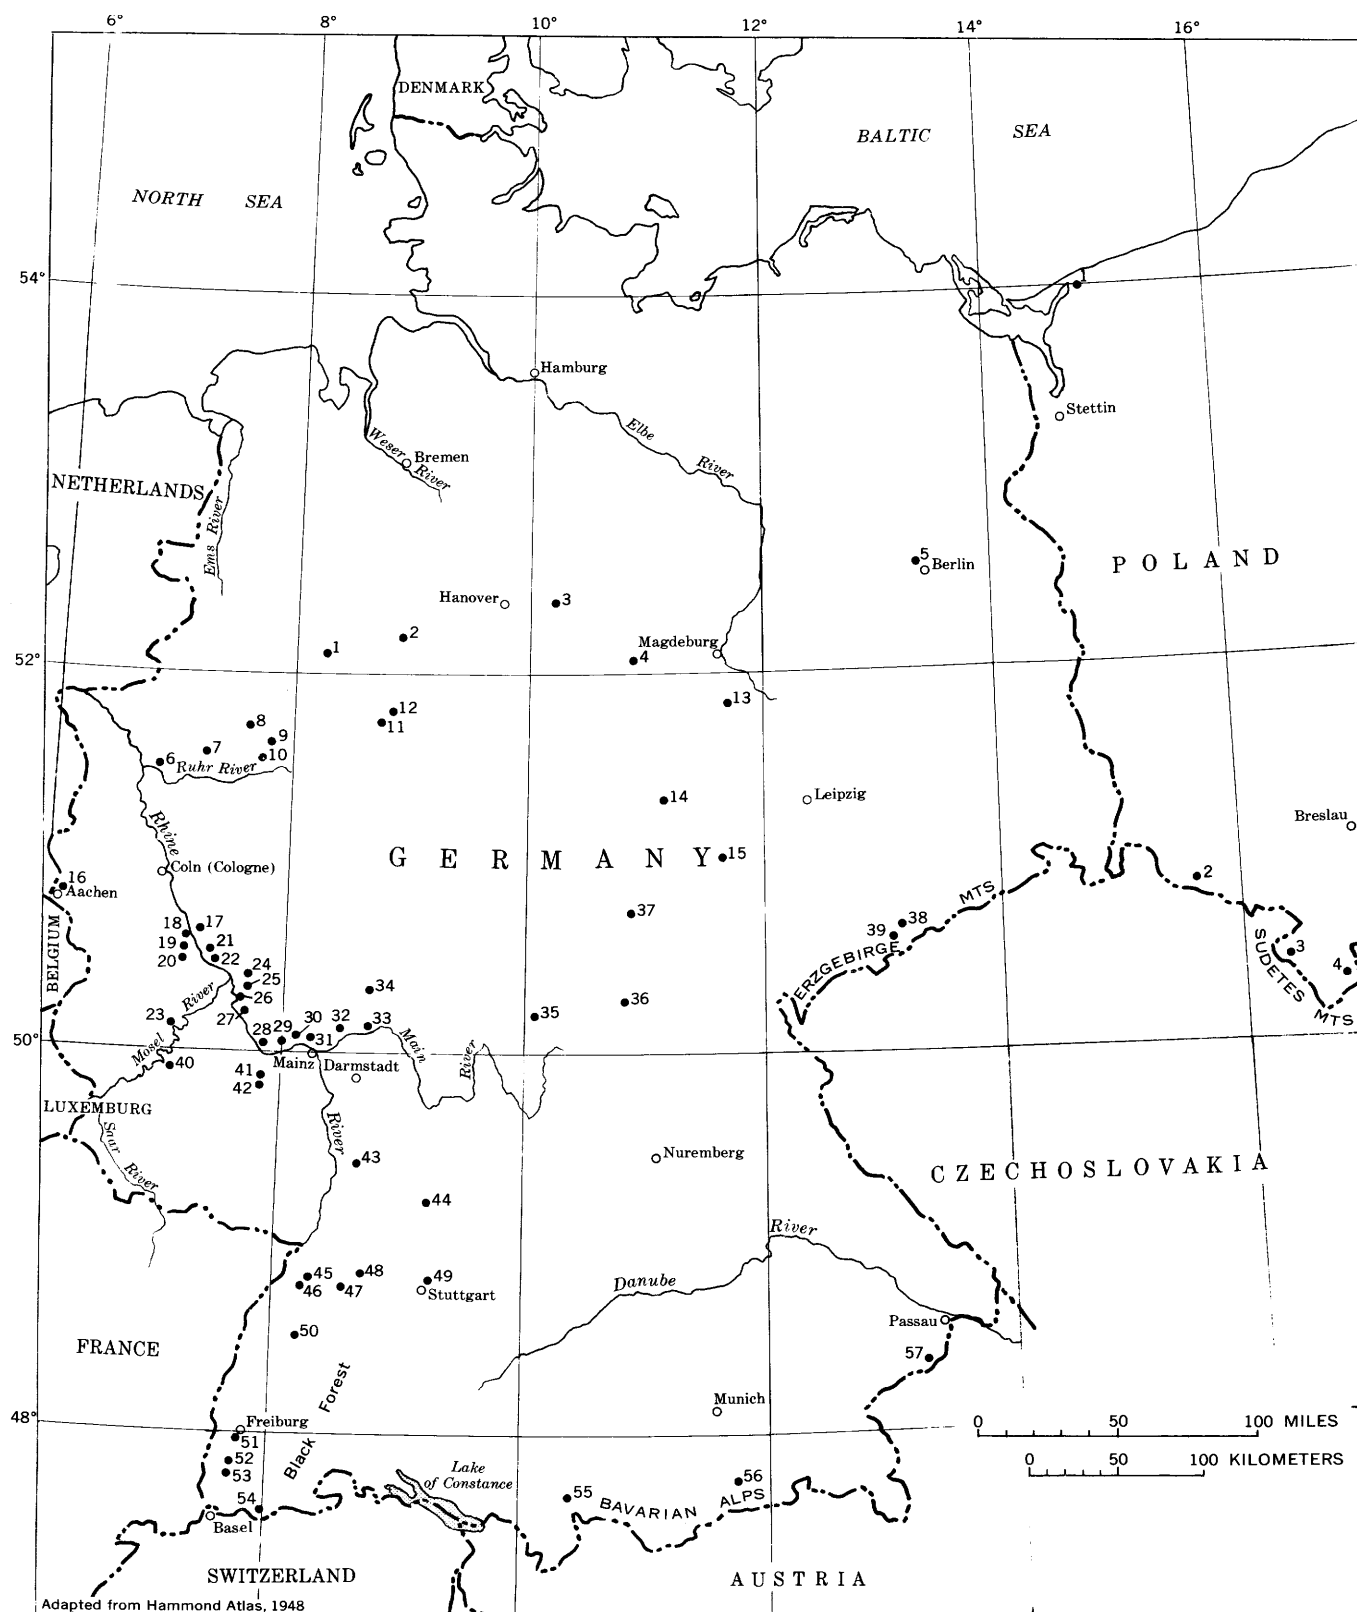 6° 8° 10° 12° 14° 16°
DENMARK
BALTIC SEA
NORTH SEA
54°
1
Hamburg
Stettin
Elbe River
Weser River
Bremen
NETHERLANDS
Ems River
5
Berlin
POLAND
Hanover
3
2
1
Magdeburg
4
52°
13
12
11
8
9
7
10
6
Ruhr River
14
Leipzig
Breslau
Rhine
GERMANY
15
Coln (Cologne)
16
Aachen
2
MTS
37
38
39
17
18
21
19
22
20
BELGIUM
ERZGEBIRGE
SUDETES
3
4
MTS
24
25
34
River
26
36
35
23
27
30
32
33
28
29
31
50°
Mosel
Main River
Mainz
Darmstadt
40
41
42
LUXEMBURG
Saar River
River
43
Nuremberg
CZECHOSLOVAKIA
44
River
Danube
45
48
49
46
47
Stuttgart
Passau
50
FRANCE
57
Black Forest
Munich
48°
Freiburg
51
52
53
0 50 100 MILES
0 50 100 KILOMETERS
Lake
of Constance
56
55
54
BAVARIAN ALPS
Basel
SWITZERLAND
AUSTRIA
Adapted from Hammond Atlas, 1948